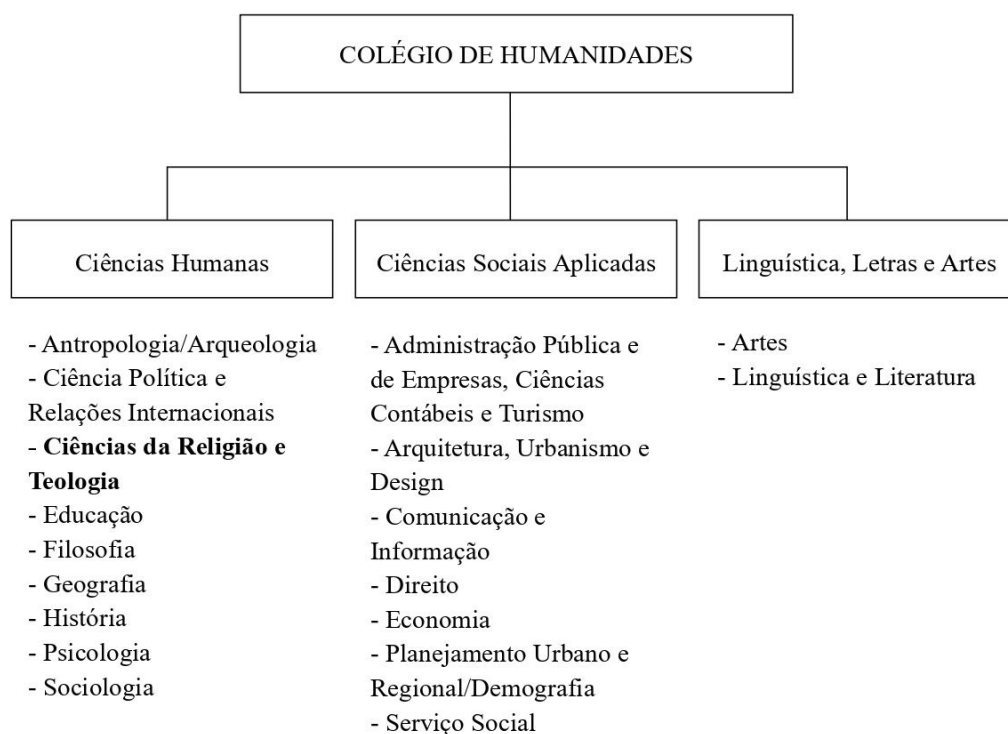 COLÉGIO DE HUMANIDADES
Ciências Humanas
- Antropologia/Arqueologia
- Ciência Política e
Relações Internacionais
- Ciências da Religião e
Teologia
- Educação
- Filosofia
- Geografia
- História
- Psicologia
- Sociologia
Ciências Sociais Aplicadas
- Administração Pública e
de Empresas, Ciências
Contábeis e Turismo
- Arquitetura, Urbanismo e
Design
- Comunicação e
Informação
- Direito
- Economia
- Planejamento Urbano e
Regional/Demografia
- Serviço Social
Linguística, Letras e Artes
- Artes
- Linguística e Literatura